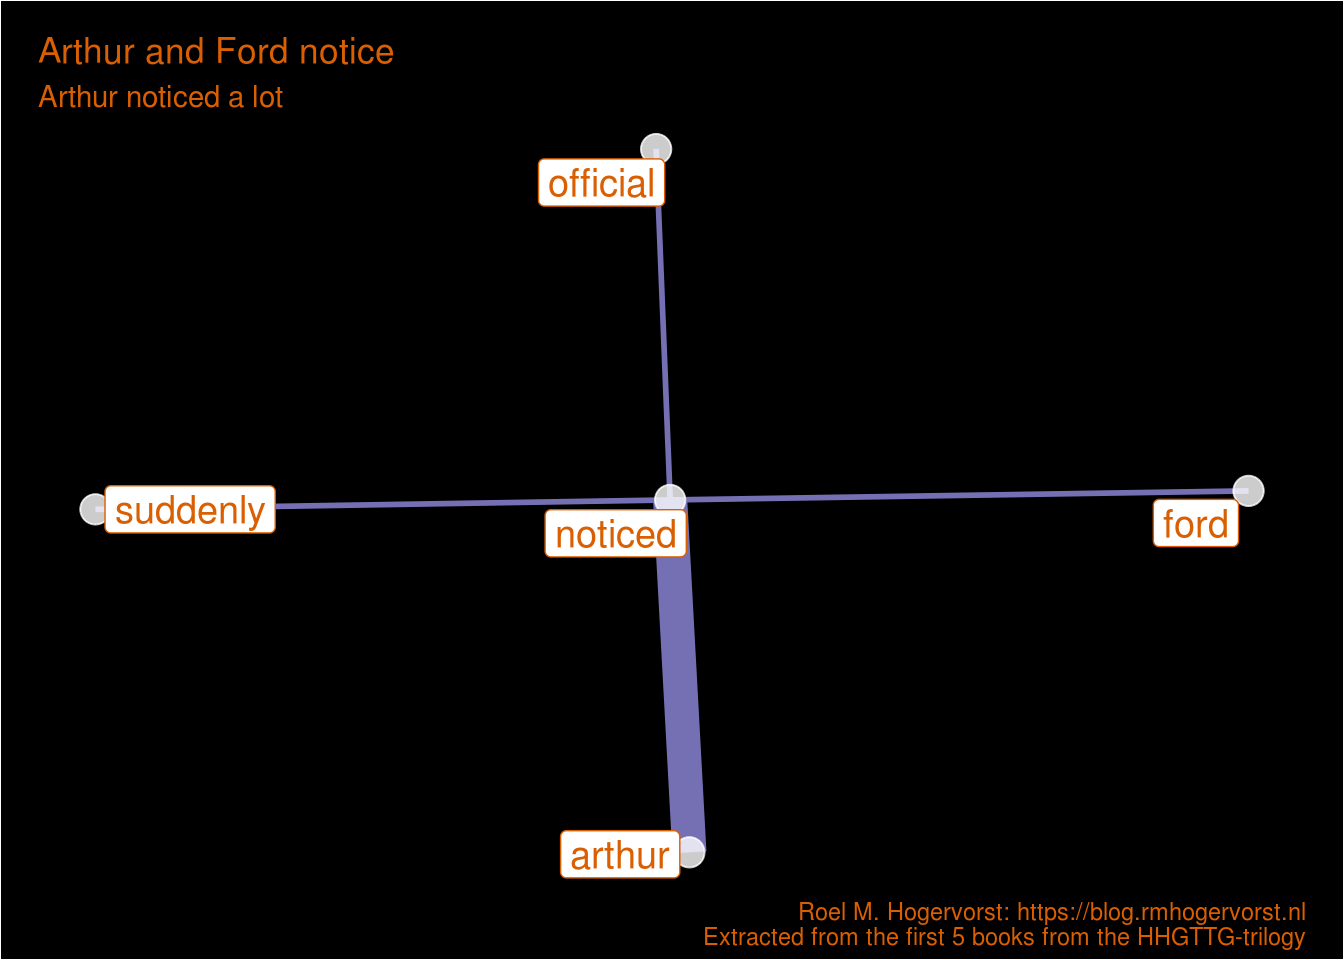 Arthur and Ford notice
Arthur noticed a lot
official
suddenly
noticed
ford
arthur
Roel M. Hogervorst: https://blog.rmhogervorst.nl
Extracted from the first 5 books from the HHGTTG-trilogy